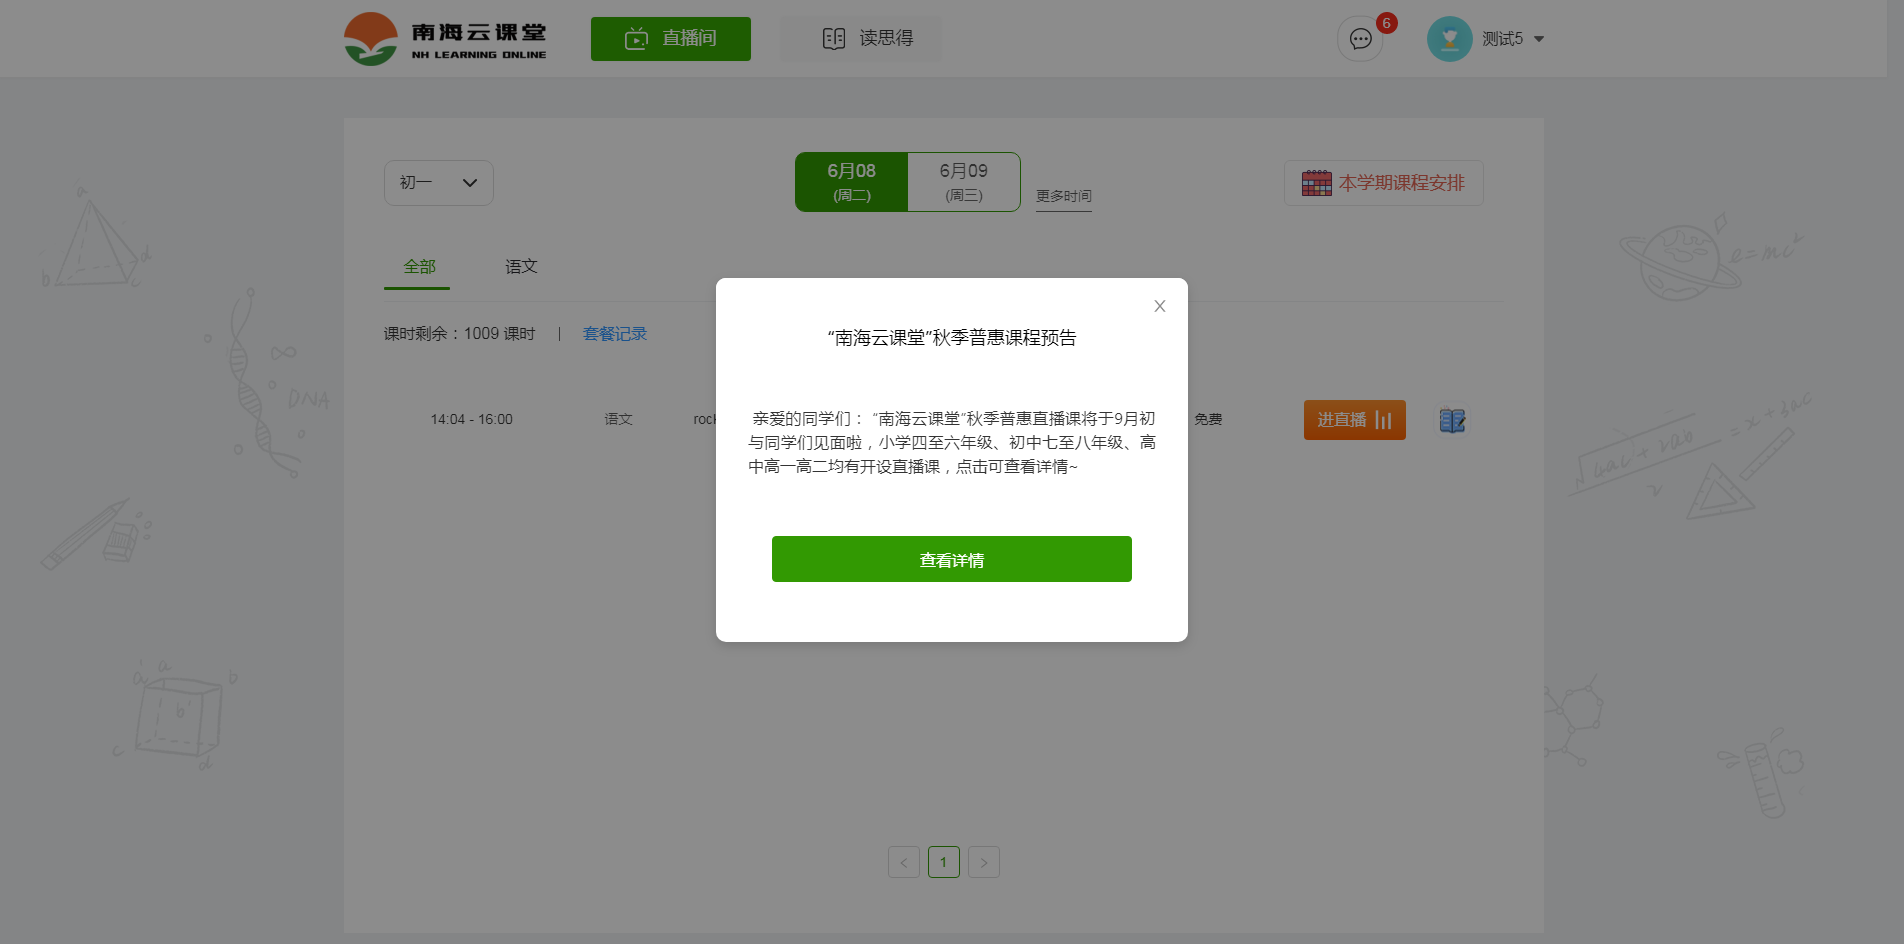 南海云课堂
NH LEARNING ONLINE
直播间
读思得
6
测试5
初一
6月08
(周二)
6月09
(周三)
更多时间
本学期课程安排
全部
语文
课时剩余：1009 课时 | 套餐记录
14:04 - 16:00
语文
rock
免费
进直播
“南海云课堂”秋季普惠课程预告
亲爱的同学们： “南海云课堂”秋季普惠直播课将于9月初
与同学们见面啦，小学四至六年级、初中七至八年级、高
中高一高二均有开设直播课，点击可查看详情~
查看详情
< 1 >
a
b
c
d
DNA
e=mc²
a
a
b
b
c
d